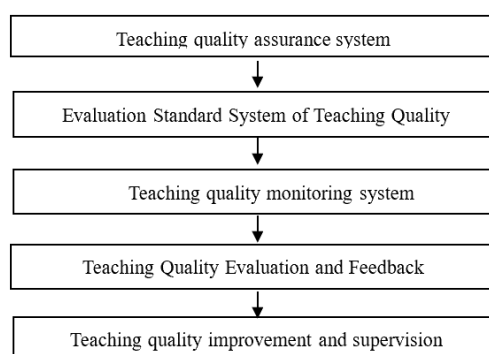 Teaching quality assurance system
Evaluation Standard System of Teaching Quality
Teaching quality monitoring system
Teaching Quality Evaluation and Feedback
Teaching quality improvement and supervision